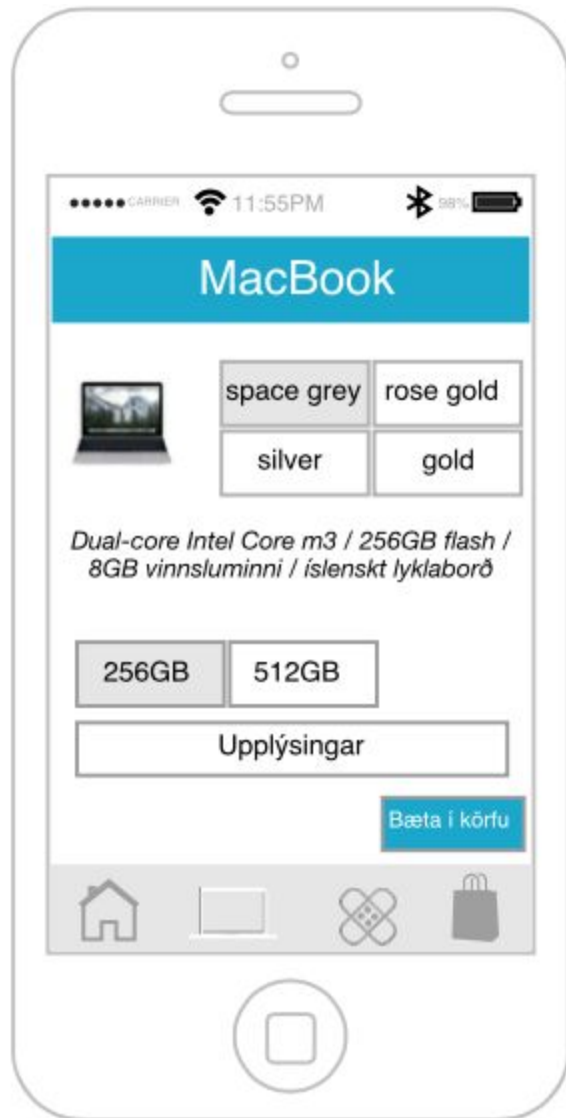 CARRIER 11:55PM 98%
MacBook
space grey rose gold
silver gold
Dual-core Intel Core m3 / 256GB flash /
8GB vinnsluminni / íslenskt lyklaborð
256GB 512GB
Upplýsingar
Bæta í körfu